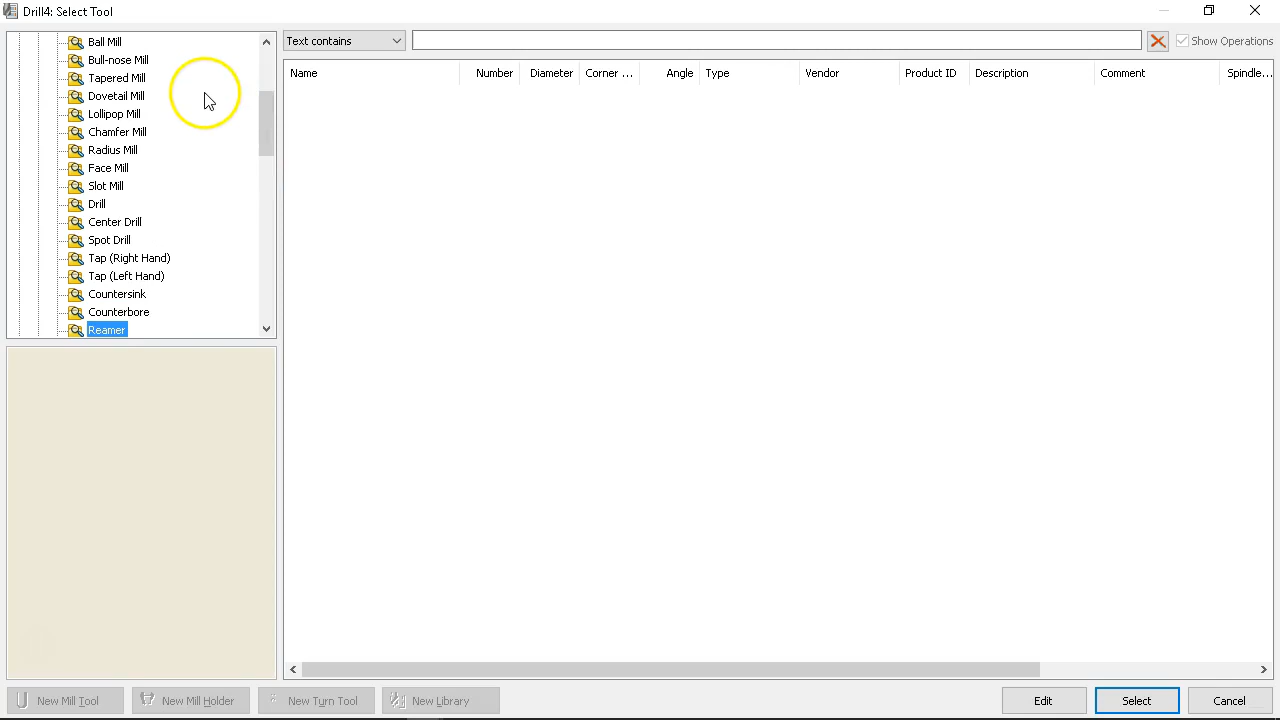 Drill4: Select Tool
Ball Mill
Bull-nose Mill
Tapered Mill
Dovetail Mill
Lollipop Mill
Chamfer Mill
Radius Mill
Face Mill
Slot Mill
Drill
Center Drill
Spot Drill
Tap (Right Hand)
Tap (Left Hand)
Countersink
Counterbore
Reamer
Text contains
Show Operations
Name Number Diameter Corner ... Angle Type Vendor Product ID Description Comment Spindle...
New Mill Tool New Mill Holder New Turn Tool New Library Edit Select Cancel